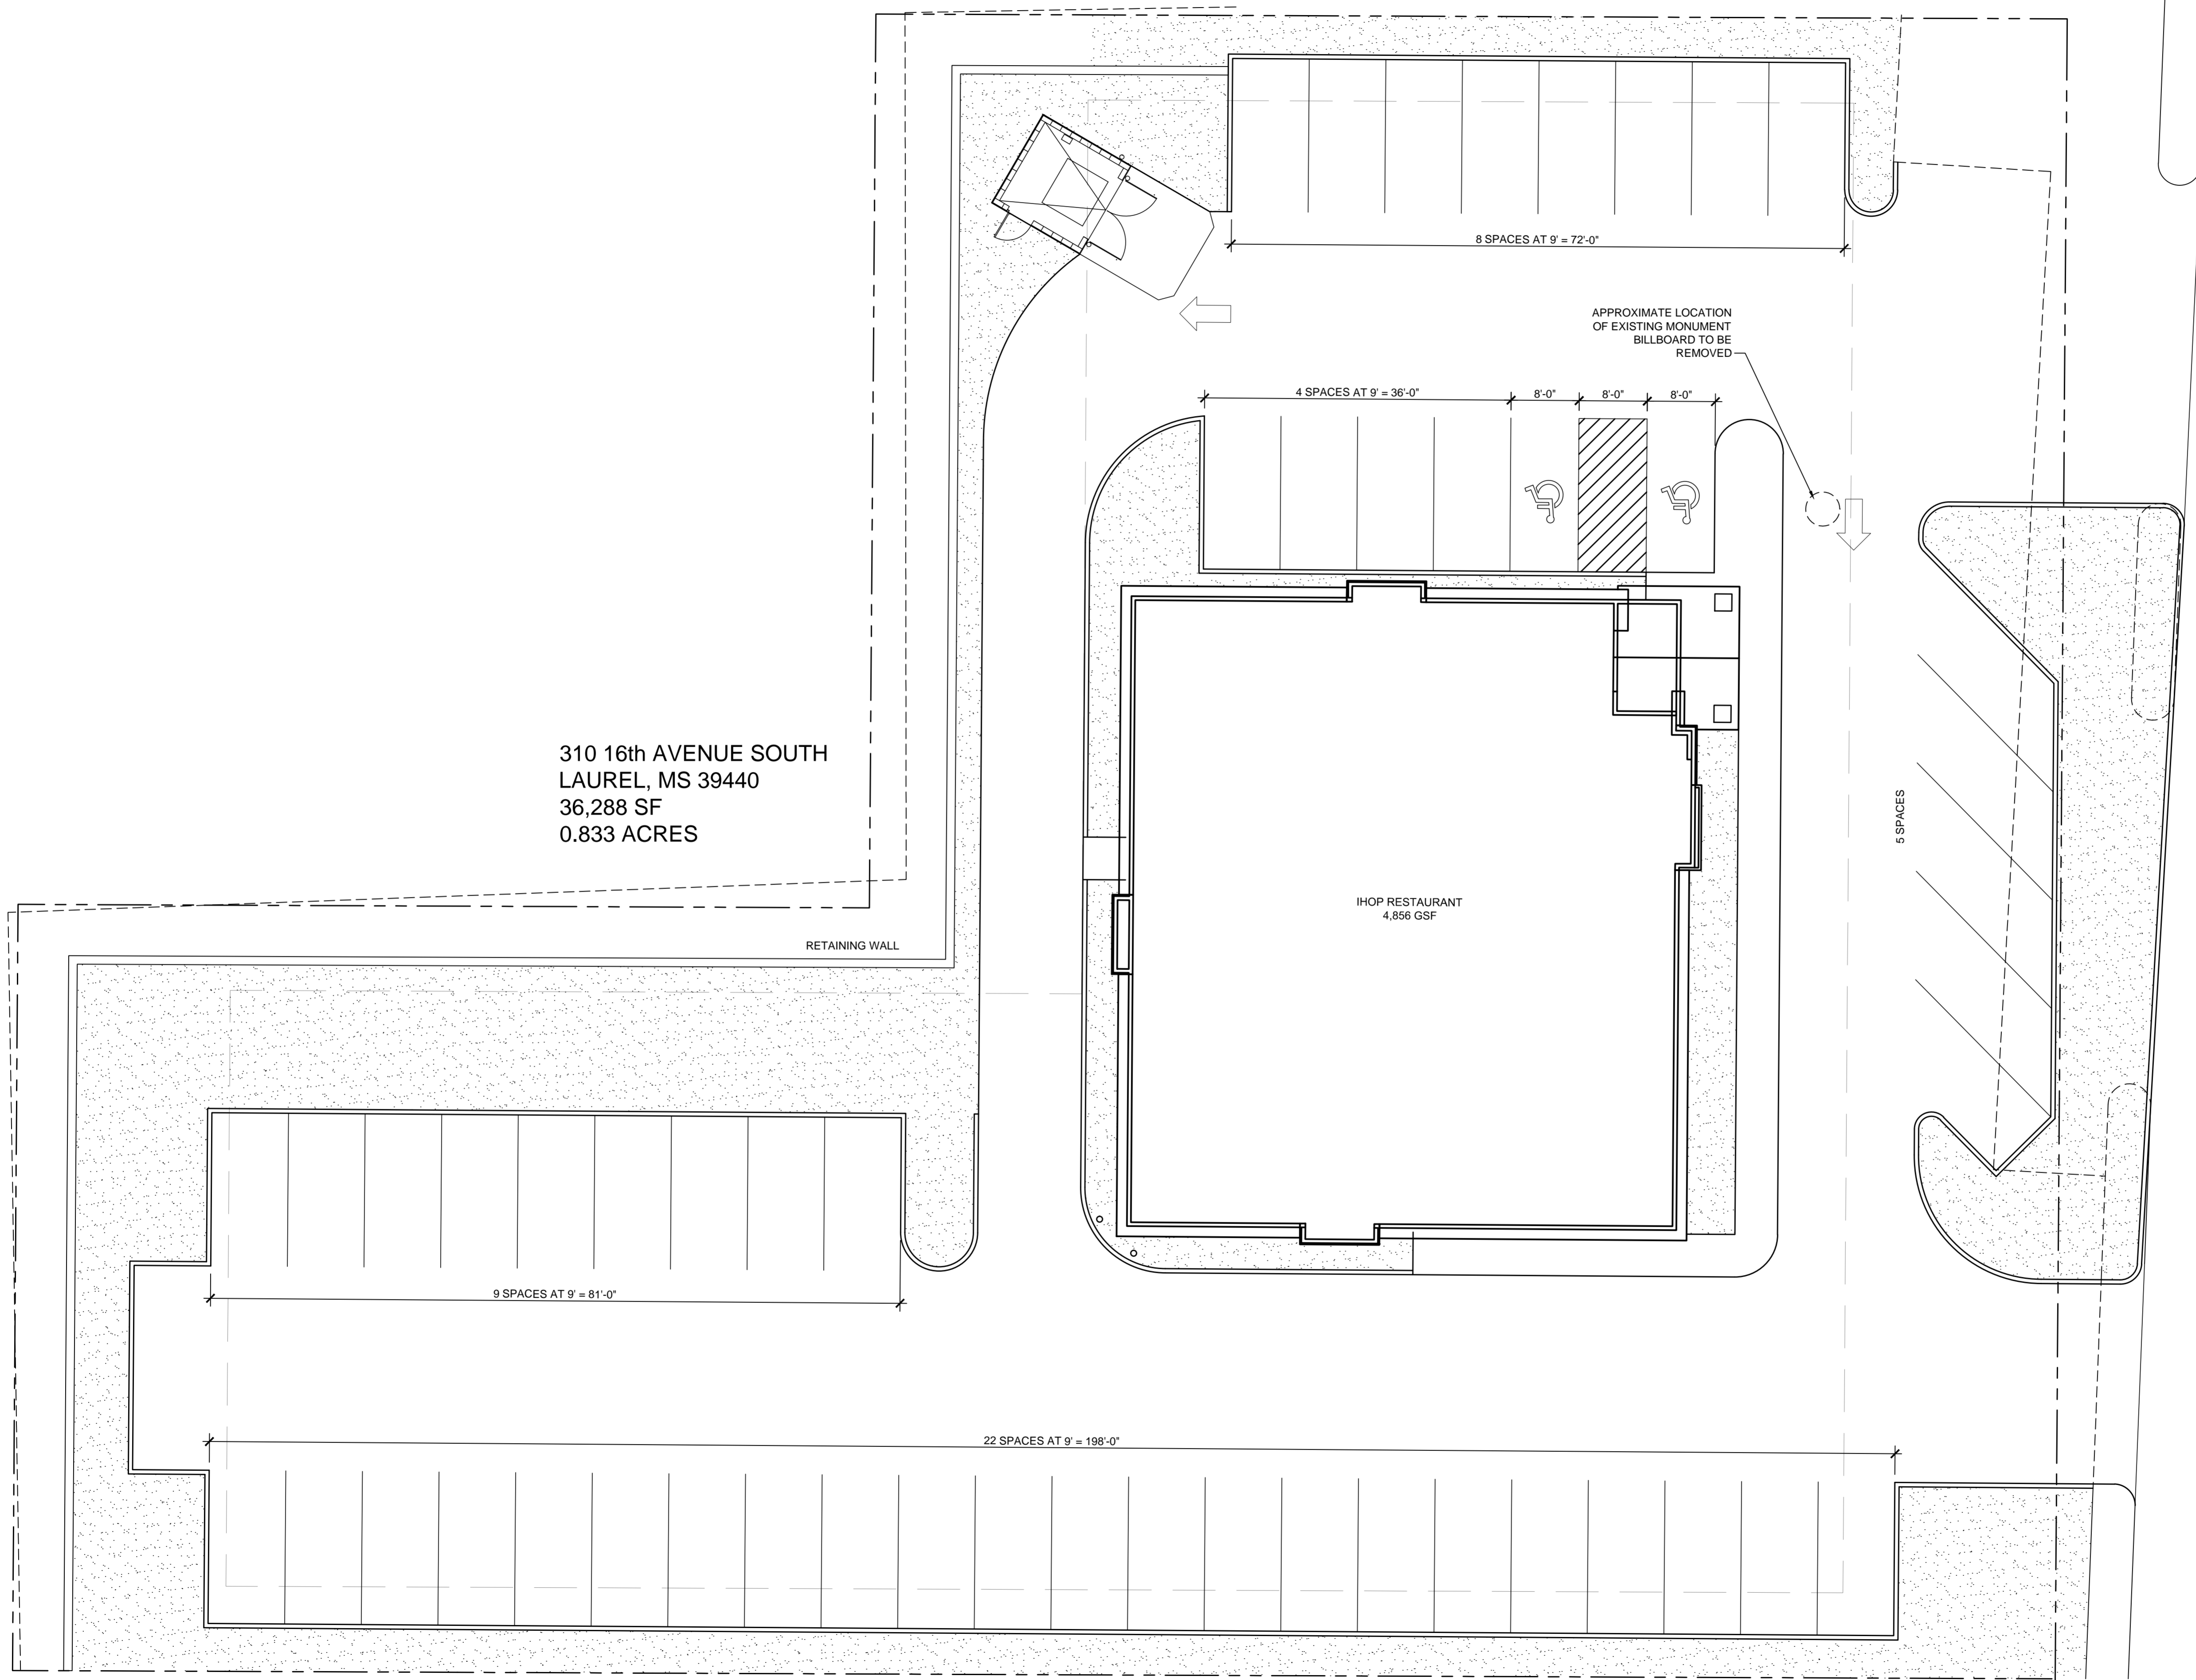 8 SPACES AT 9' = 72'-0"
APPROXIMATE LOCATION
OF EXISTING MONUMENT
BILLBOARD TO BE
REMOVED
4 SPACES AT 9' = 36'-0"
8'-0"
8'-0"
8'-0"
310 16th AVENUE SOUTH
LAUREL, MS 39440
36,288 SF
0.833 ACRES
5 SPACES
IHOP RESTAURANT
4,856 GSF
RETAINING WALL
9 SPACES AT 9' = 81'-0"
22 SPACES AT 9' = 198'-0"